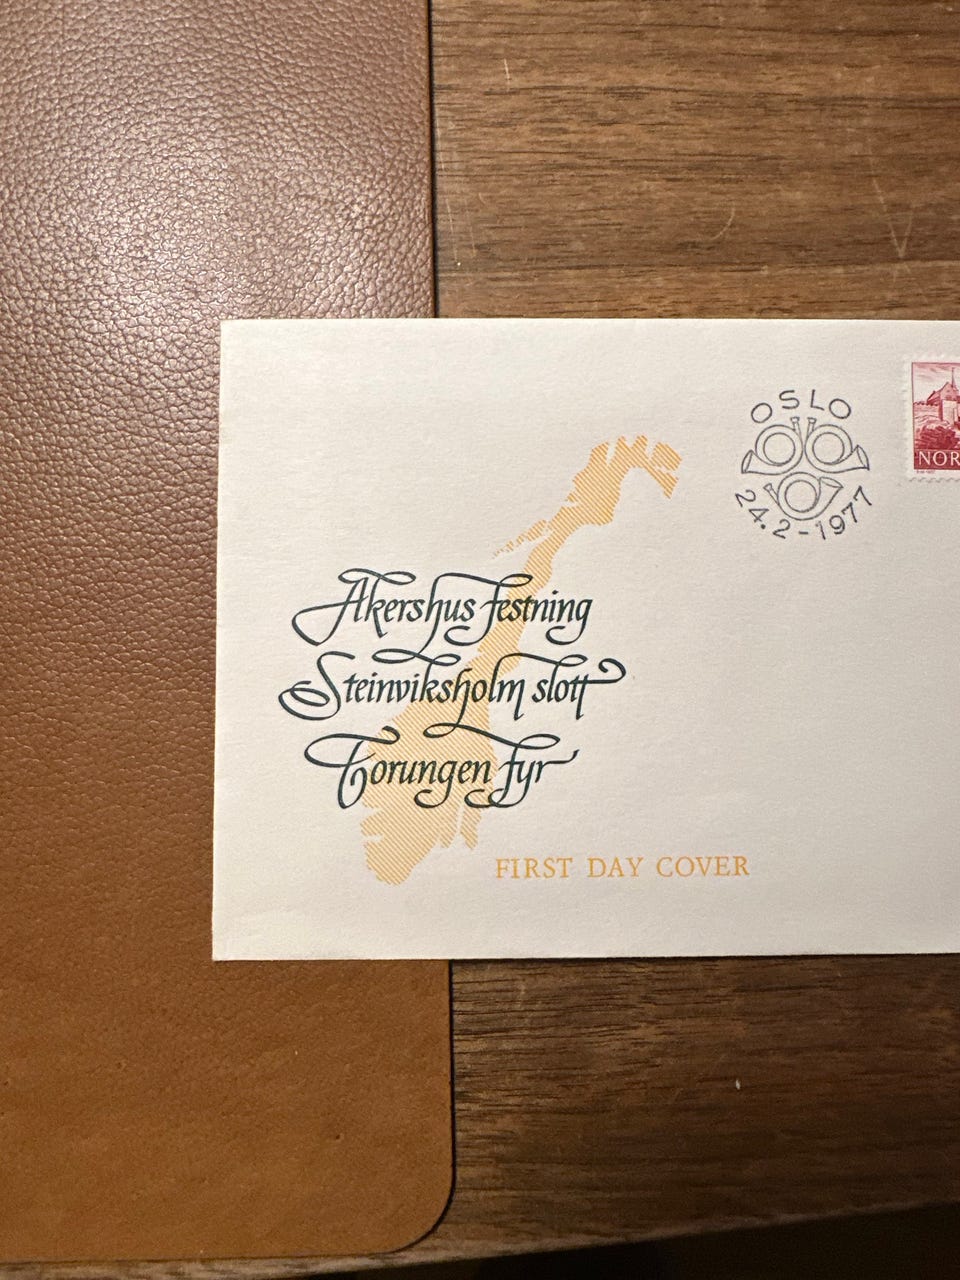 OSLO
24.2-1977
NOR
Akershus festning
Steinviksholm slott
Torungen fyr
FIRST DAY COVER